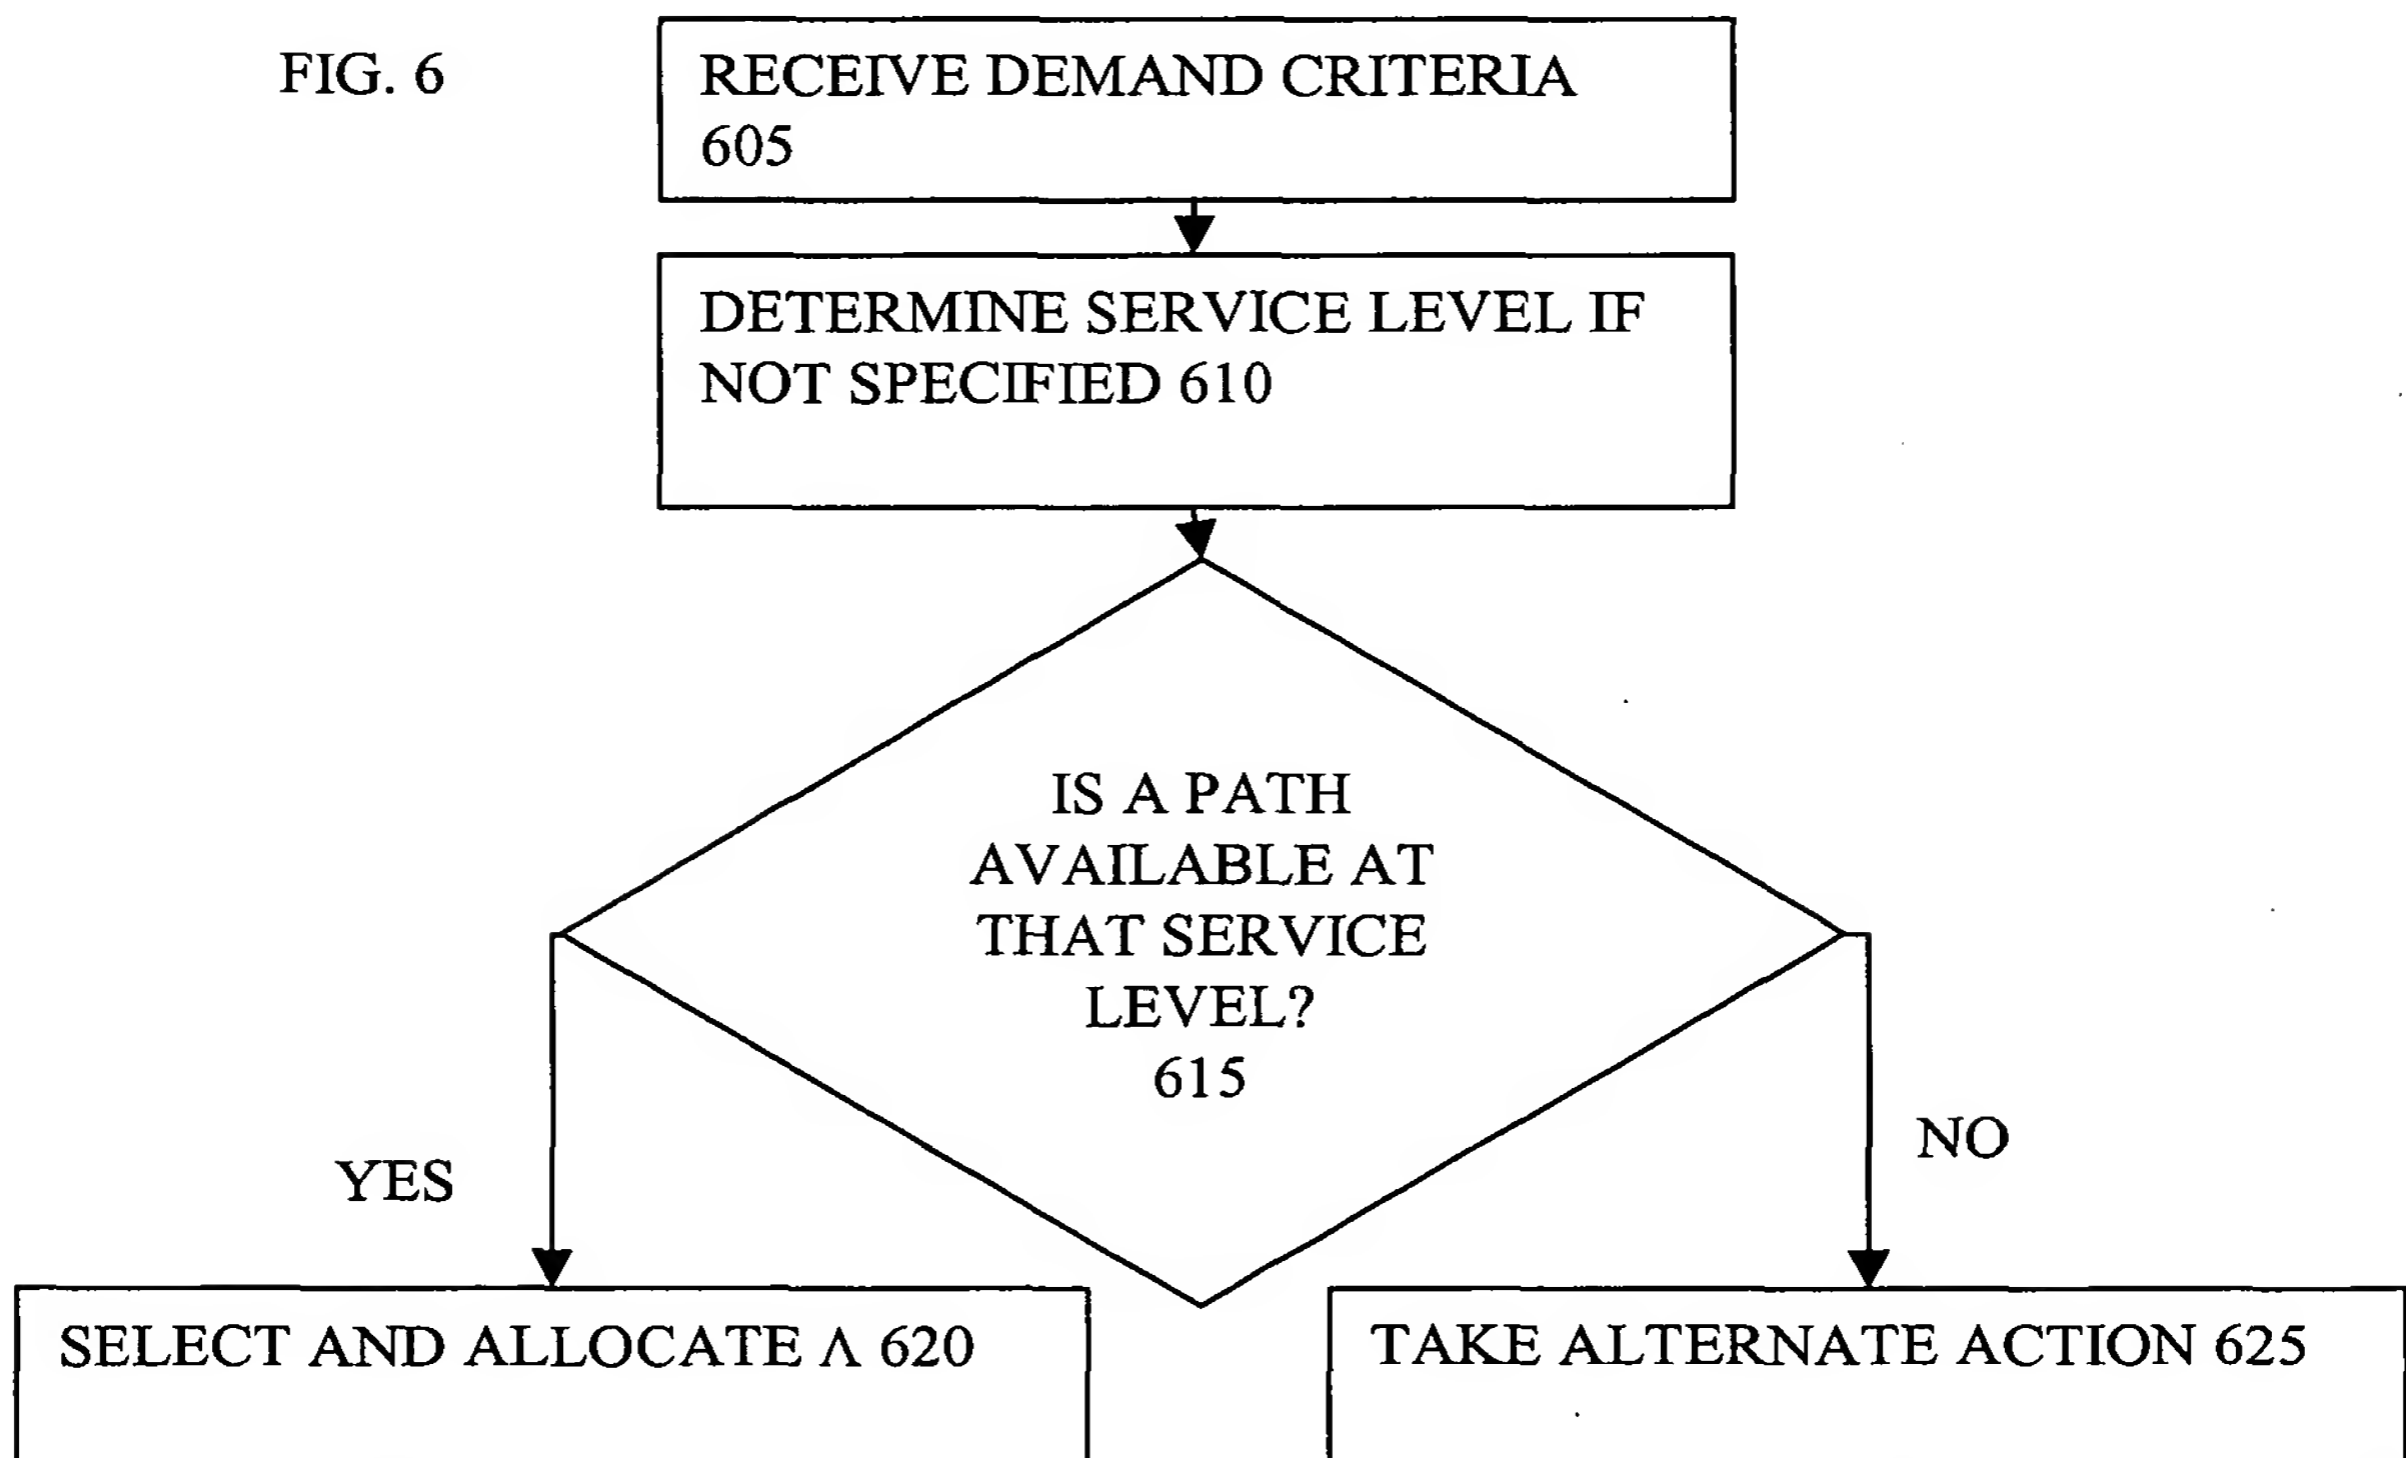 FIG. 6
RECEIVE DEMAND CRITERIA
605
DETERMINE SERVICE LEVEL IF
NOT SPECIFIED 610
IS A PATH
AVAILABLE AT
THAT SERVICE
LEVEL?
615
YES
NO
SELECT AND ALLOCATE Λ 620
TAKE ALTERNATE ACTION 625